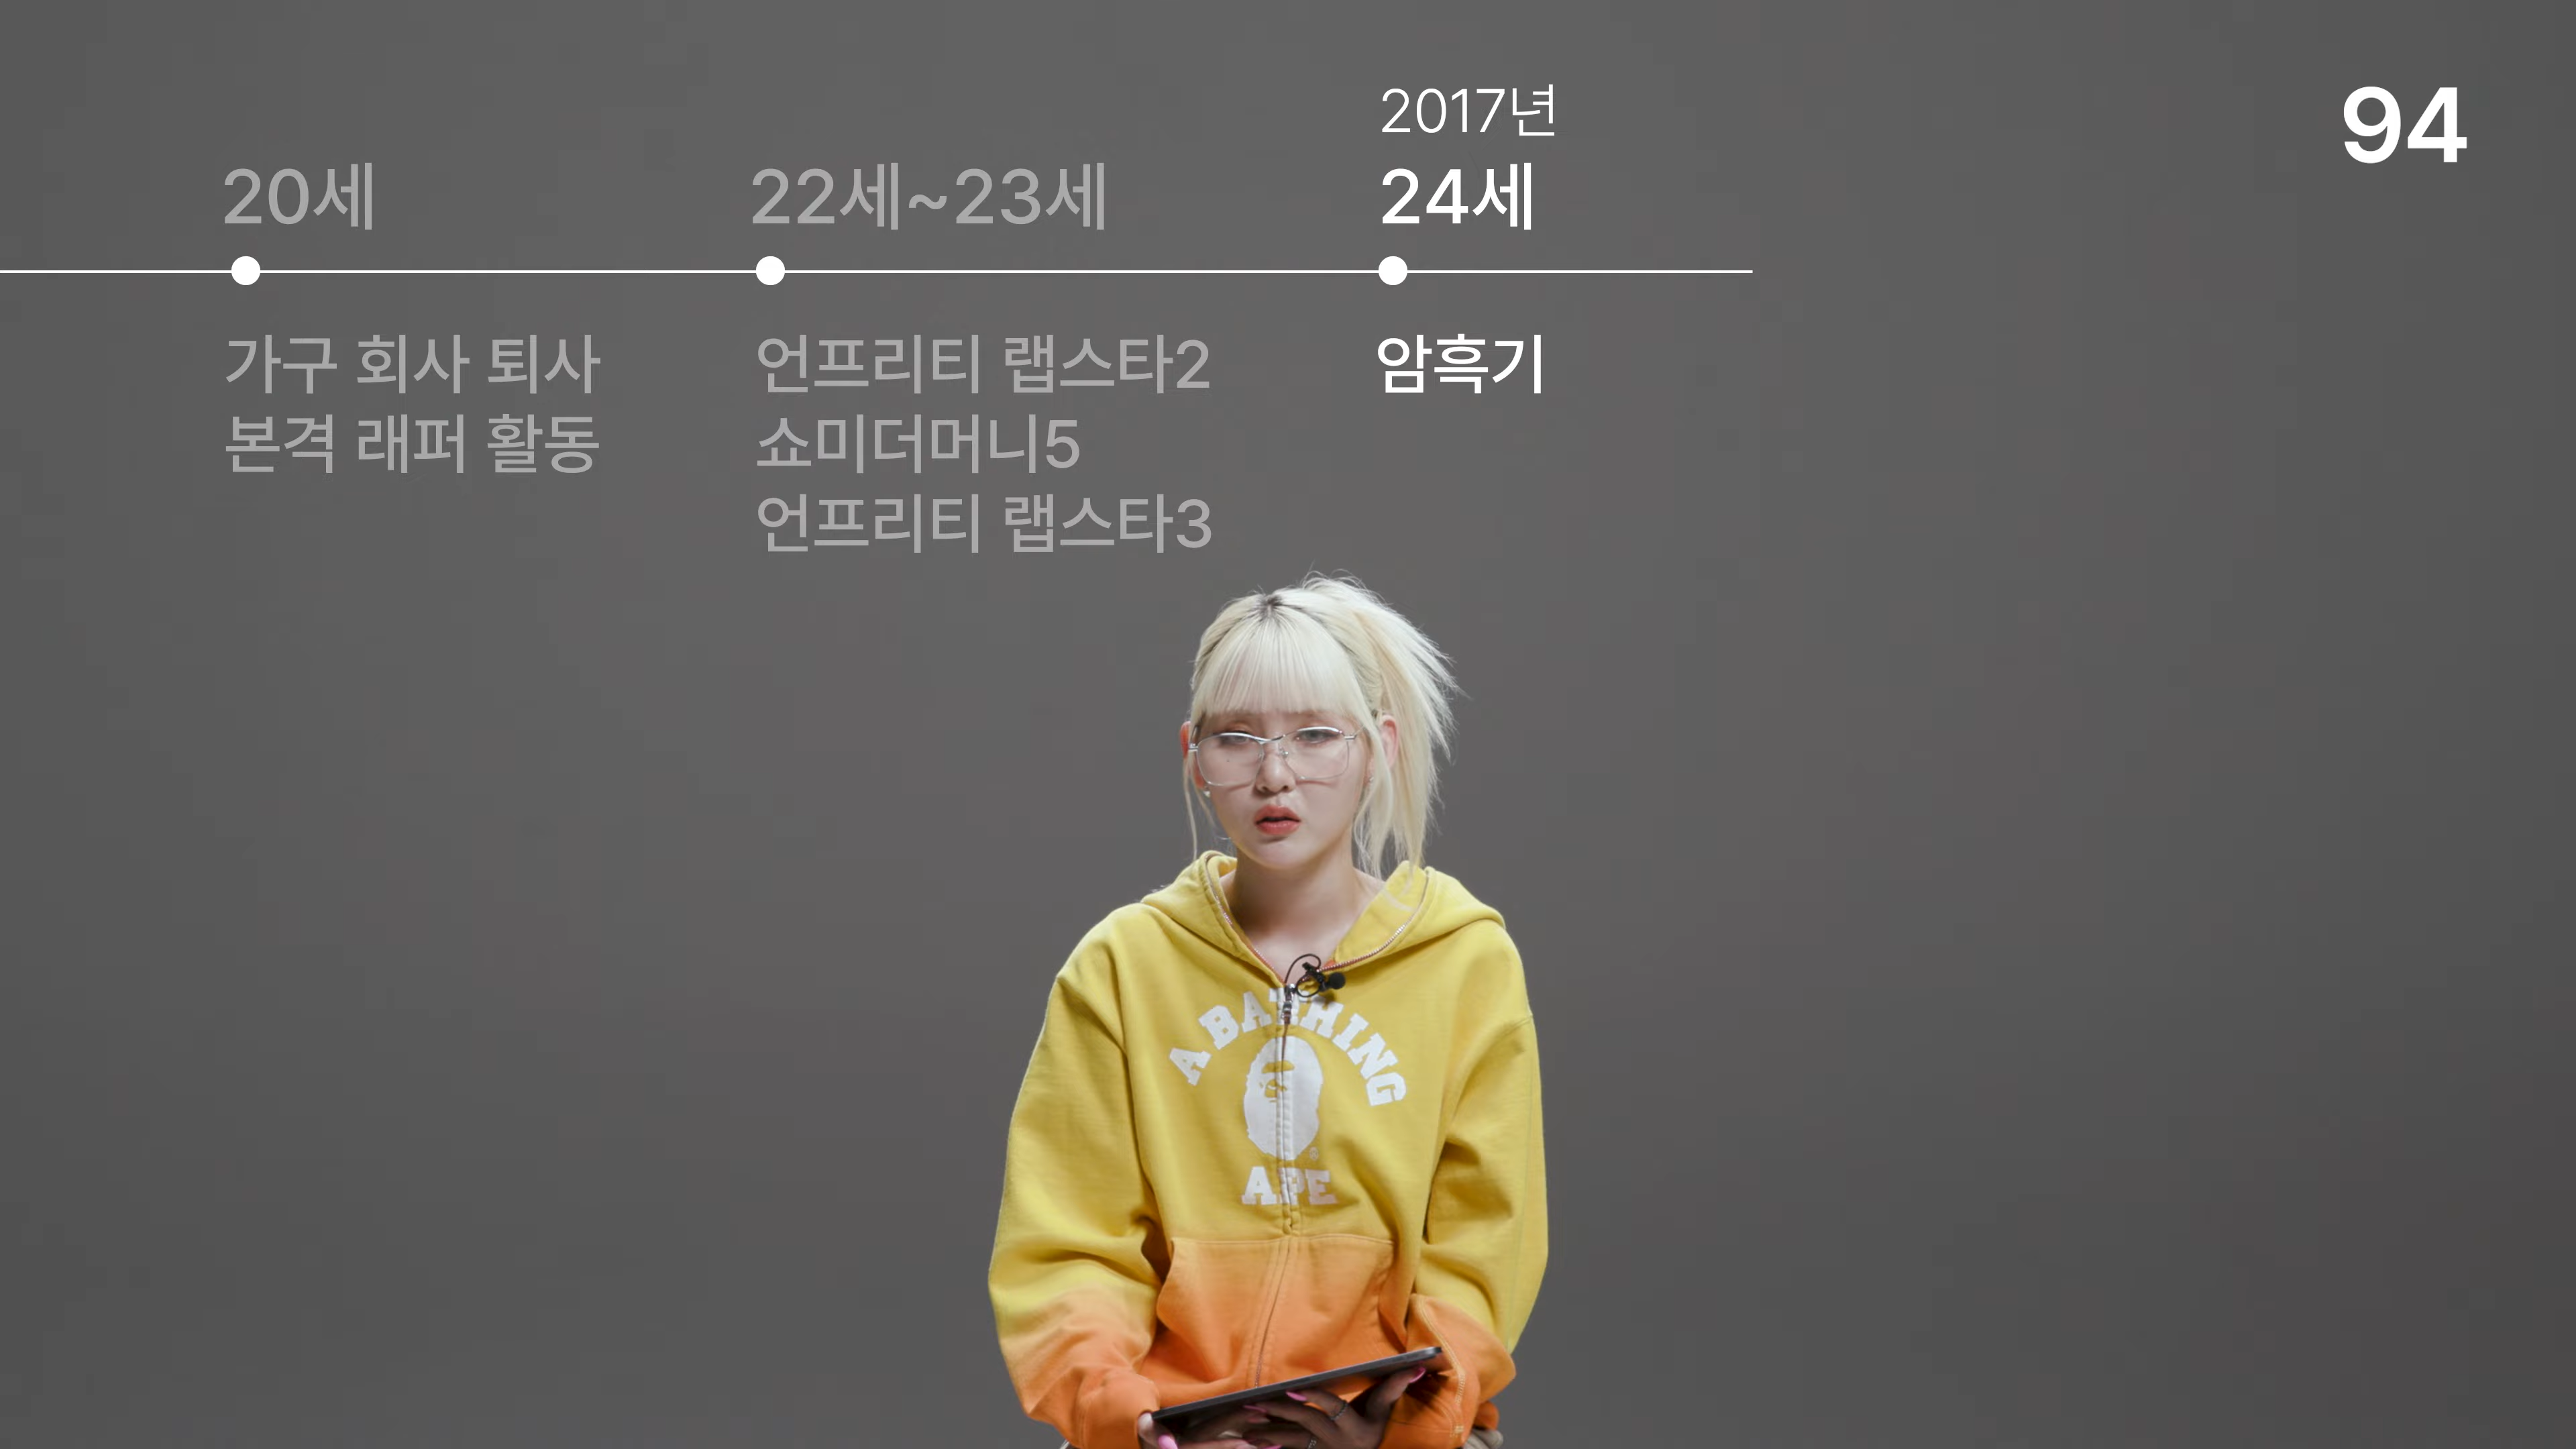 2017년
94
20세
22세~23세
24세
가구 회사 퇴사
본격 래퍼 활동
언프리티 랩스타2
쇼미더머니5
언프리티 랩스타3
암흑기
A BATHING
APE